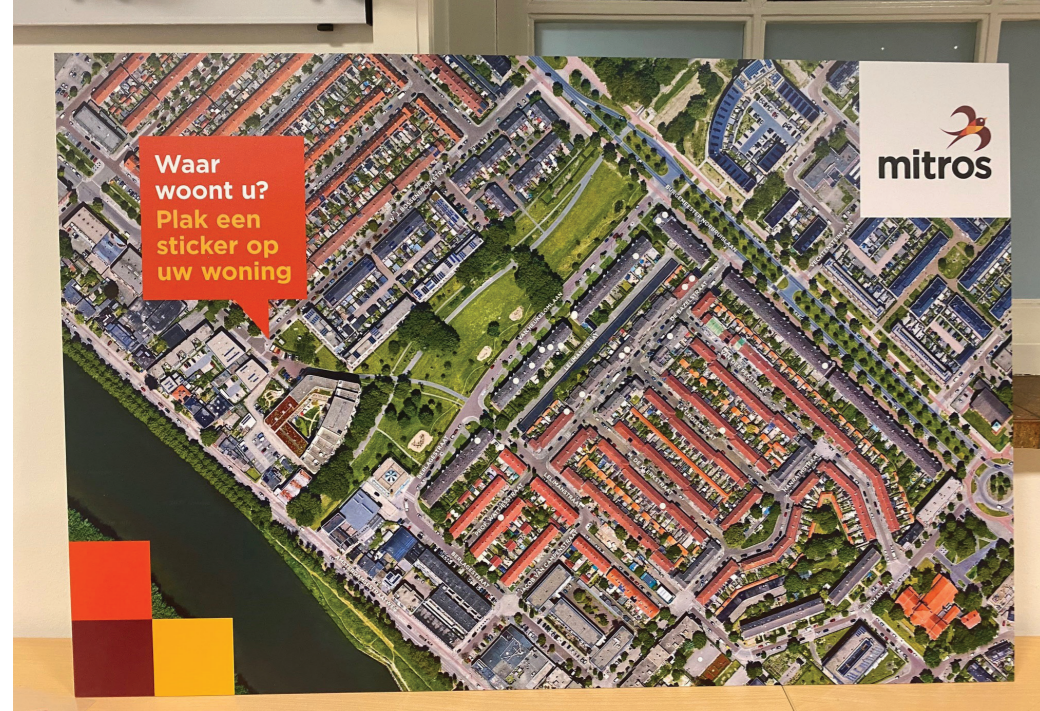 Waar
woont u?
Plak een
sticker op
uw woning
mitros